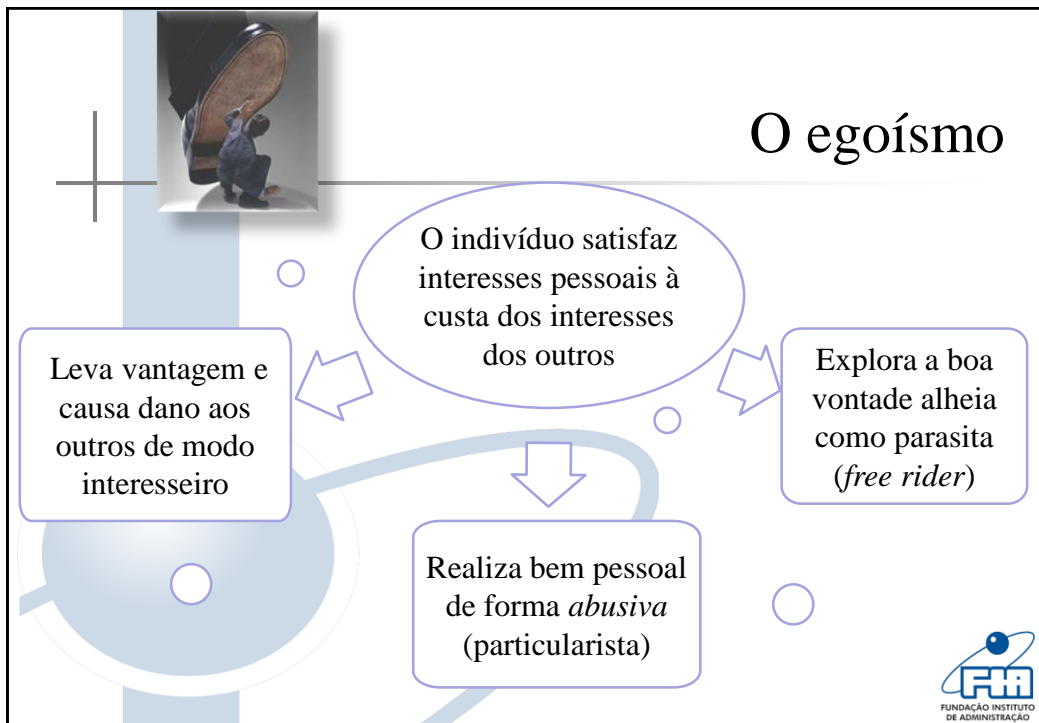 O egoísmo
O indivíduo satisfaz
interesses pessoais à
custa dos interesses
dos outros
Leva vantagem e
causa dano aos
outros de modo
interesseiro
Explora a boa
vontade alheia
como parasita
(free rider)
Realiza bem pessoal
de forma abusiva
(particularista)
FIA
FUNDAÇÃO INSTITUTO
DE ADMINISTRAÇÃO